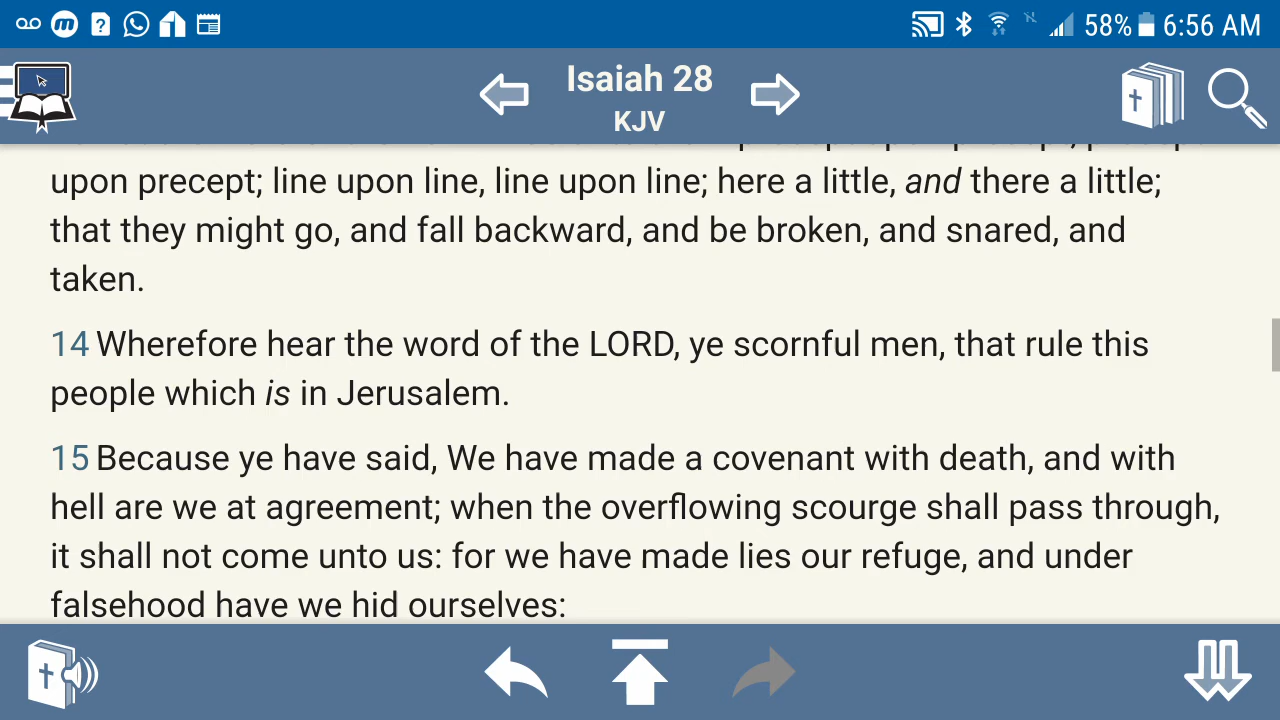 58% 6:56 AM
Isaiah 28
KJV
upon precept; line upon line, line upon line; here a little, and there a little;
that they might go, and fall backward, and be broken, and snared, and
taken.
14 Wherefore hear the word of the LORD, ye scornful men, that rule this
people which is in Jerusalem.
15 Because ye have said, We have made a covenant with death, and with
hell are we at agreement; when the overflowing scourge shall pass through,
it shall not come unto us: for we have made lies our refuge, and under
falsehood have we hid ourselves: